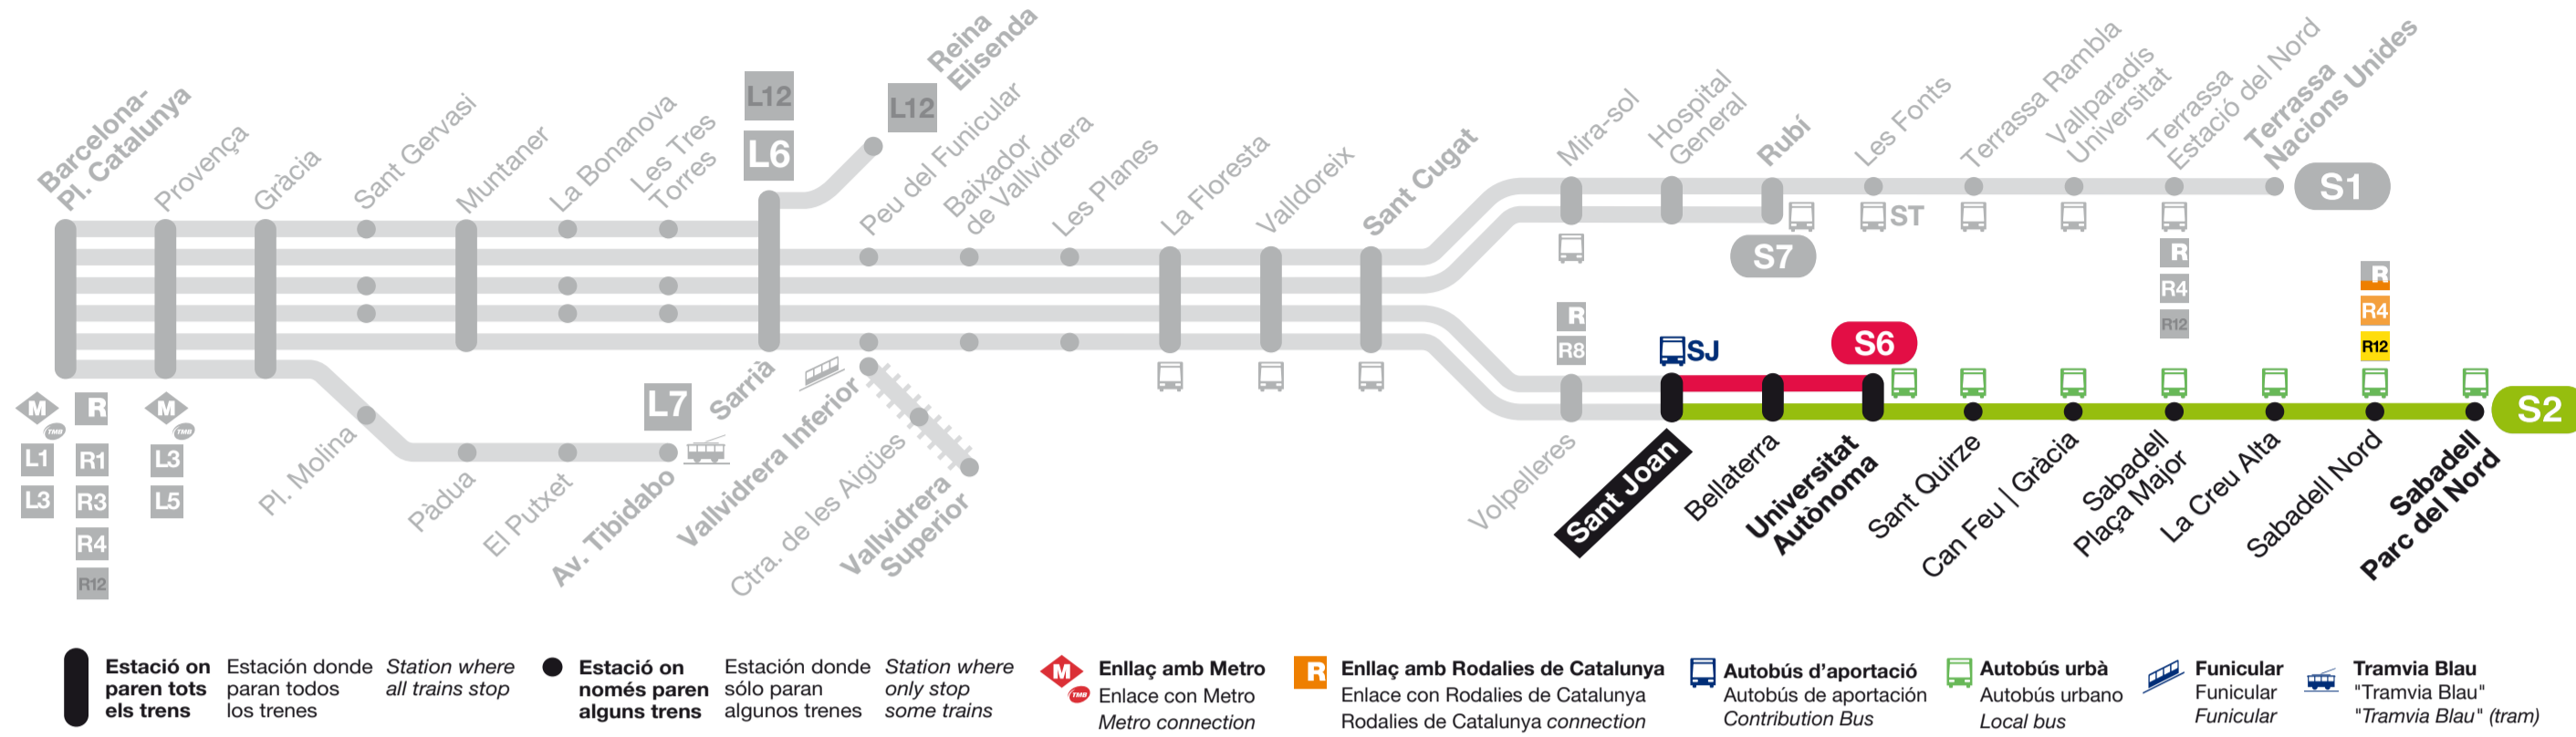 Barcelona-
Pl. Catalunya
Provença
Gràcia
Sant Gervasi
Muntaner
La Bonanova
Les Tres
Torres
L12
L6
L12
Reina
Elisenda
Peu del Funicular
Baixador
de Vallvidrera
Les Planes
La Floresta
Valldoreix
Sant Cugat
Mira-sol
Hospital
General
Rubí
Les Fonts
Terrassa Rambla
Vallparadís
Universitat
Terrassa
Estació del Nord
Terrassa
Nacions Unides
S1
ST
S7
R
R4
R12
R
R4
R12
R
R8
SJ
S6
S2
M
TMB
L1
L3
R
R1
R3
R4
R12
M
TMB
L3
L5
Pl. Molina
Pàdua
El Putxet
Av. Tibidabo
L7
Sarrià
Vallvidrera Inferior
Ctra. de les Aigües
Vallvidrera
Superior
Volpelleres
Sant Joan
Bellaterra
Universitat
Autònoma
Sant Quirze
Can Feu | Gràcia
Sabadell
Plaça Major
La Creu Alta
Sabadell Nord
Sabadell
Parc del Nord
Estació on
paren tots
els trens
Estación donde
paran todos
los trenes
Station where
all trains stop
Estació on
només paren
alguns trens
Estación donde
sólo paran
algunos trenes
Station where
only stop
some trains
M
TMB
Enllaç amb Metro
Enlace con Metro
Metro connection
R
Enllaç amb Rodalies de Catalunya
Enlace con Rodalies de Catalunya
Rodalies de Catalunya connection
Autobús d'aportació
Autobús de aportación
Contribution Bus
Autobús urbà
Autobús urbano
Local bus
Funicular
Funicular
Funicular
Tramvia Blau
"Tramvia Blau"
"Tramvia Blau" (tram)